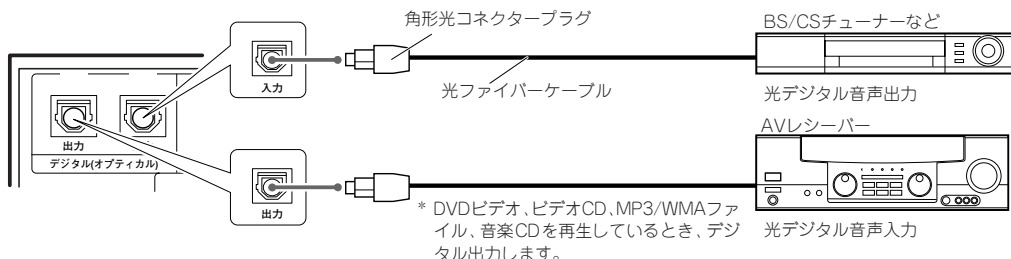 角形光コネクタープラグ
BS/CSチューナーなど
入力
光ファイバーケーブル
光デジタル音声出力
AVレシーバー
出力
デジタル(オプティカル)
出力
* DVDビデオ、ビデオCD、MP3/WMAファ
イル、音楽CDを再生しているとき、デジ
タル出力します。
光デジタル音声入力